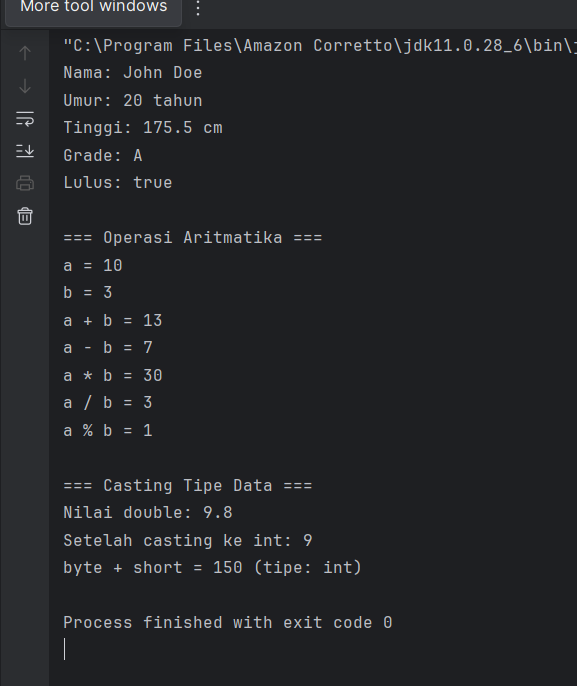 More tool windows
"C:\Program Files\Amazon Corretto\jdk11.0.28_6\bin\
Nama: John Doe
Umur: 20 tahun
Tinggi: 175.5 cm
Grade: A
Lulus: true
=== Operasi Aritmatika ===
a = 10
b = 3
a + b = 13
a - b = 7
a * b = 30
a / b = 3
a % b = 1
=== Casting Tipe Data ===
Nilai double: 9.8
Setelah casting ke int: 9
byte + short = 150 (tipe: int)
Process finished with exit code 0